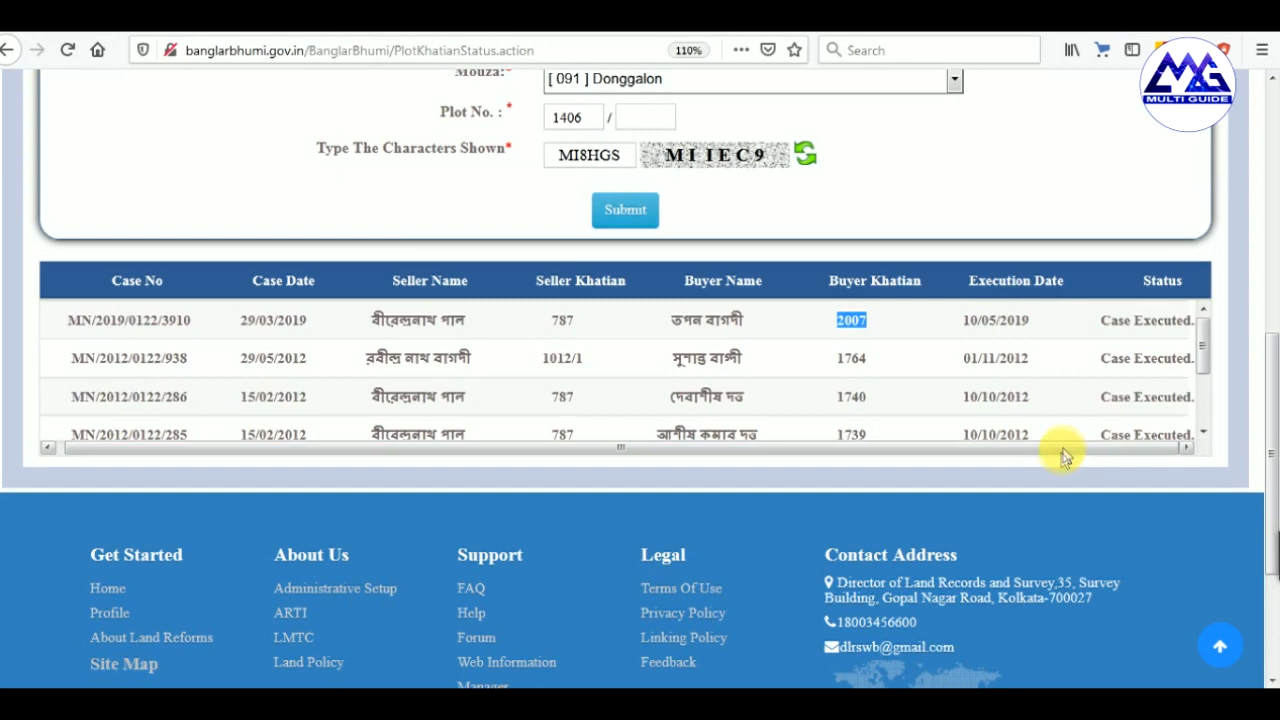 banglarbhumi.gov.in/BanglarBhumi/PlotKhatianStatus.action 110% Search
MULTI GUIDE
Mouza:* [ 091 ] Donggalon
Plot No. : * 1406 /
Type The Characters Shown* MI8HGS M I I E C 9
Submit
Case No Case Date Seller Name Seller Khatian Buyer Name Buyer Khatian Execution Date Status
MN/2019/0122/3910 29/03/2019 বীরেন্দ্রনাথ পাল 787 তপন বাগদী 2007 10/05/2019 Case Executed.
MN/2012/0122/938 29/05/2012 রবীন্দ্র নাথ বাগদী 1012/1 সুশান্ত বাগ্দী 1764 01/11/2012 Case Executed.
MN/2012/0122/286 15/02/2012 বীরেন্দ্রনাথ পাল 787 দেবাশীষ দত্ত 1740 10/10/2012 Case Executed.
MN/2012/0122/285 15/02/2012 বীরেন্দ্রনাথ পাল 787 আশীষ কুমার দত্ত 1739 10/10/2012 Case Executed.
Get Started About Us Support Legal Contact Address
Home Administrative Setup FAQ Terms Of Use Director of Land Records and Survey,35, Survey
Building, Gopal Nagar Road, Kolkata-700027
Profile ARTI Help Privacy Policy 18003456600
About Land Reforms LMTC Forum Linking Policy dlrswb@gmail.com
Site Map Land Policy Web Information Feedback
Manager